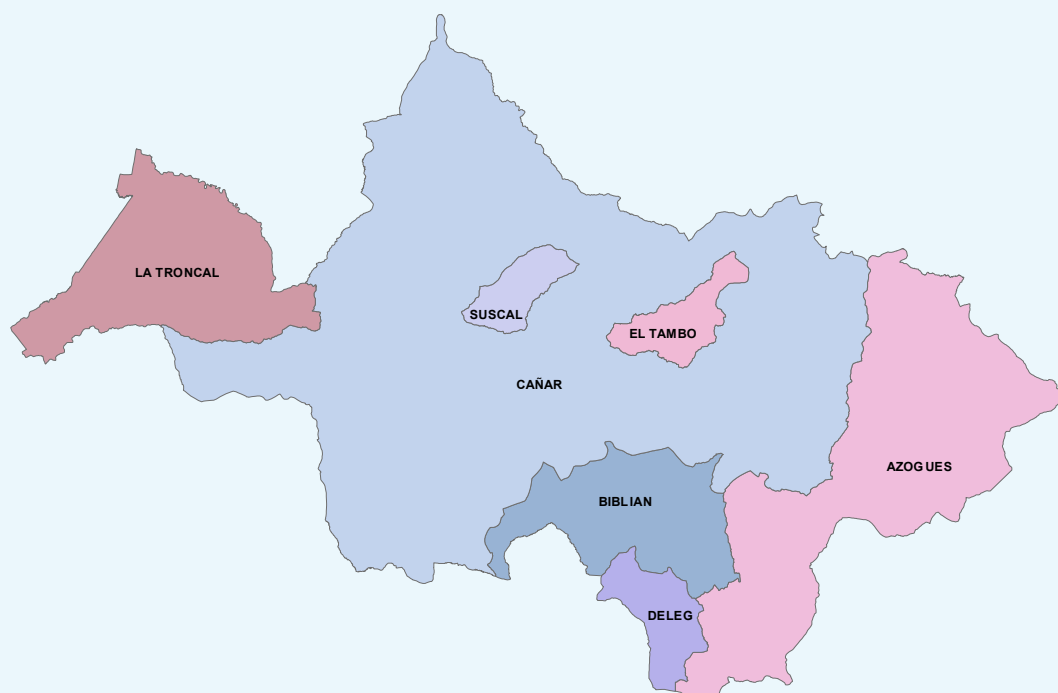 LA TRONCAL
SUSCAL
EL TAMBO
CAÑAR
AZOGUES
BIBLIAN
DELEG